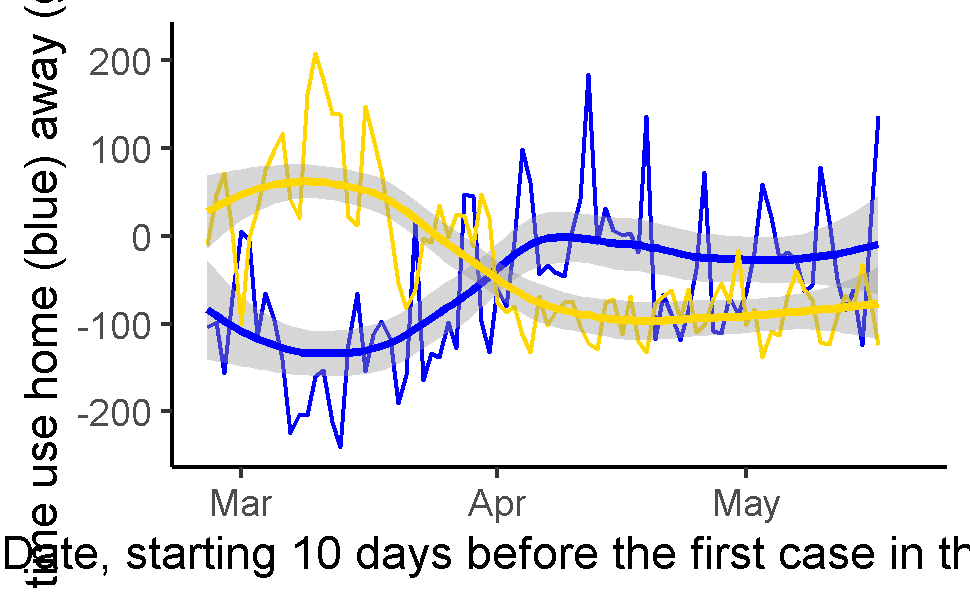 time use home (blue) away (
200
100
0
-100
-200
Mar Apr May
Date, starting 10 days before the first case in th